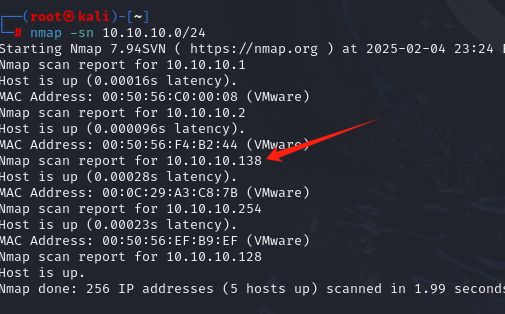 ┌──(root㉿kali)-[~]
└─# nmap -sn 10.10.10.0/24
Starting Nmap 7.94SVN ( https://nmap.org ) at 2025-02-04 23:24
Nmap scan report for 10.10.10.1
Host is up (0.00016s latency).
MAC Address: 00:50:56:C0:00:08 (VMware)
Nmap scan report for 10.10.10.2
Host is up (0.000096s latency).
MAC Address: 00:50:56:F4:B2:44 (VMware)
Nmap scan report for 10.10.10.138
Host is up (0.00028s latency).
MAC Address: 00:0C:29:A3:C8:7B (VMware)
Nmap scan report for 10.10.10.254
Host is up (0.00023s latency).
MAC Address: 00:50:56:EF:B9:EF (VMware)
Nmap scan report for 10.10.10.128
Host is up.
Nmap done: 256 IP addresses (5 hosts up) scanned in 1.99 seconds